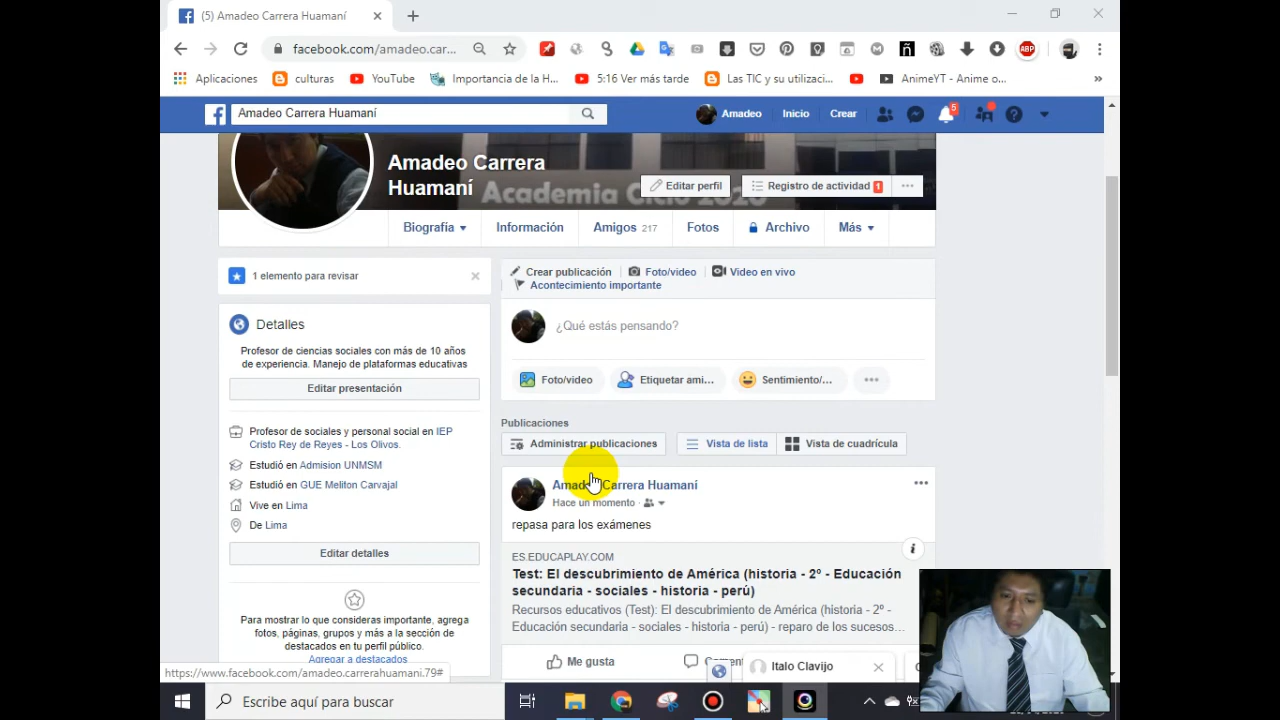 (5) Amadeo Carrera Huamaní
facebook.com/amadeo.car...
Aplicaciones
culturas
YouTube
Importancia de la H...
5:16 Ver más tarde
Las TIC y su utilizaci...
AnimeYT - Anime o...
Amadeo Carrera Huamaní
Amadeo
Inicio
Crear
5
Amadeo Carrera
Huamaní
Academia Ciclo 2020
Editar perfil
Registro de actividad 1
Biografía
Información
Amigos 217
Fotos
Archivo
Más
1 elemento para revisar
Detalles
Profesor de ciencias sociales con más de 10 años
de experiencia. Manejo de plataformas educativas
Editar presentación
Profesor de sociales y personal social en IEP
Cristo Rey de Reyes - Los Olivos.
Estudió en Admision UNMSM
Estudió en GUE Meliton Carvajal
Vive en Lima
De Lima
Editar detalles
Para mostrar lo que consideras importante, agrega
fotos, páginas, grupos y más a la sección de
destacados en tu perfil público.
Agregar a destacados
Crear publicación
Foto/video
Video en vivo
Acontecimiento importante
¿Qué estás pensando?
Foto/video
Etiquetar ami...
Sentimiento/...
Publicaciones
Administrar publicaciones
Vista de lista
Vista de cuadrícula
Amadeo Carrera Huamaní
Hace un momento
repasa para los exámenes
ES.EDUCAPLAY.COM
Test: El descubrimiento de América (historia - 2º - Educación
secundaria - sociales - historia - perú)
Recursos educativos (Test): El descubrimiento de América (historia - 2º -
Educación secundaria - sociales - historia - perú) - reparo de los sucesos...
Me gusta
Italo Clavijo
https://www.facebook.com/amadeo.carrerahuamani.79#
Escribe aquí para buscar